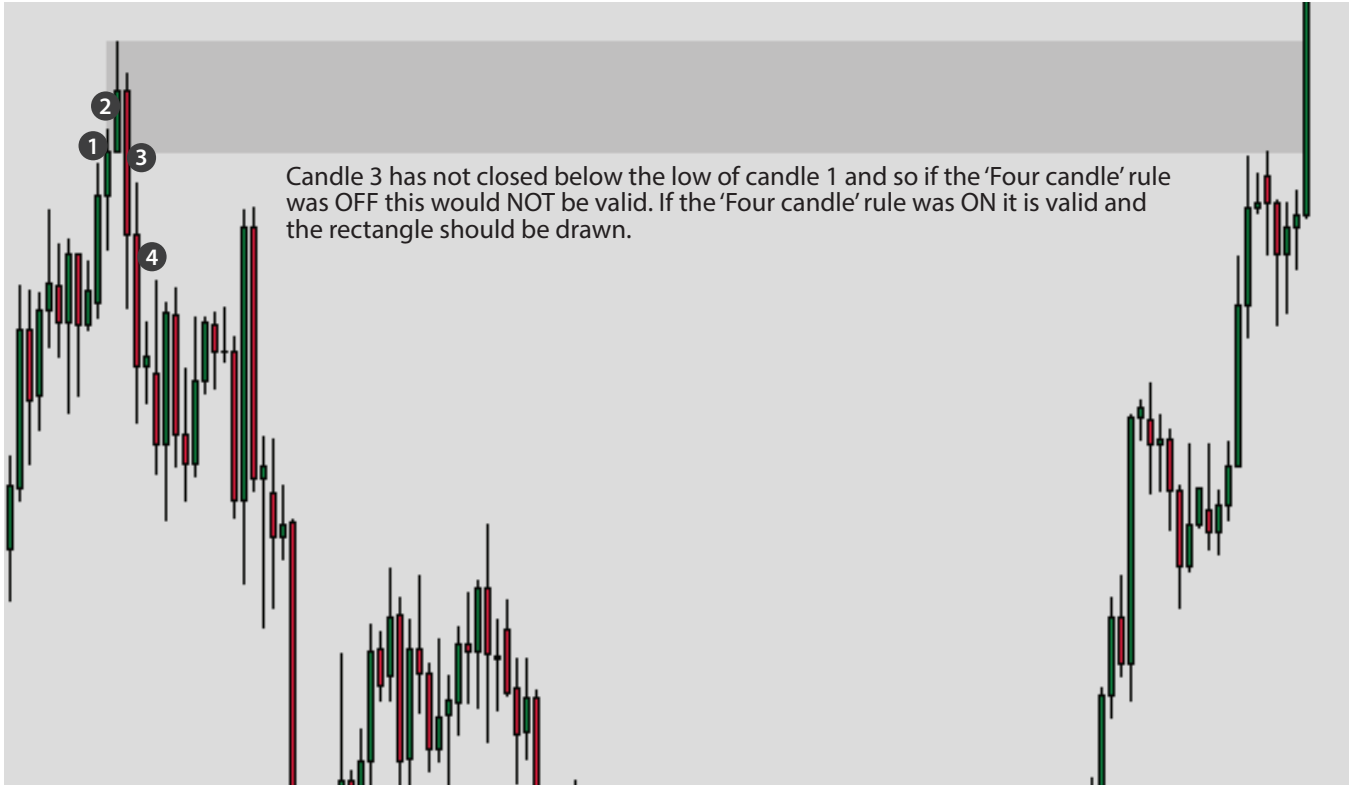 2
1
3
Candle 3 has not closed below the low of candle 1 and so if the ‘Four candle’ rule
was OFF this would NOT be valid. If the ‘Four candle’ rule was ON it is valid and
the rectangle should be drawn.
4